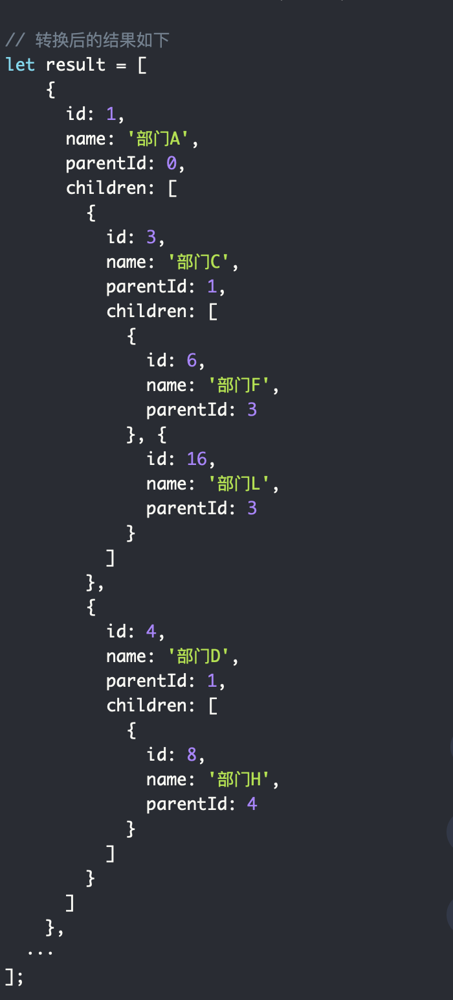 // 转换后的结果如下
let result = [
    {
      id: 1,
      name: '部门A',
      parentId: 0,
      children: [
        {
          id: 3,
          name: '部门C',
          parentId: 1,
          children: [
            {
              id: 6,
              name: '部门F',
              parentId: 3
            }, {
              id: 16,
              name: '部门L',
              parentId: 3
            }
          ]
        },
        {
          id: 4,
          name: '部门D',
          parentId: 1,
          children: [
            {
              id: 8,
              name: '部门H',
              parentId: 4
            }
          ]
        }
      ]
    },
  ...
];